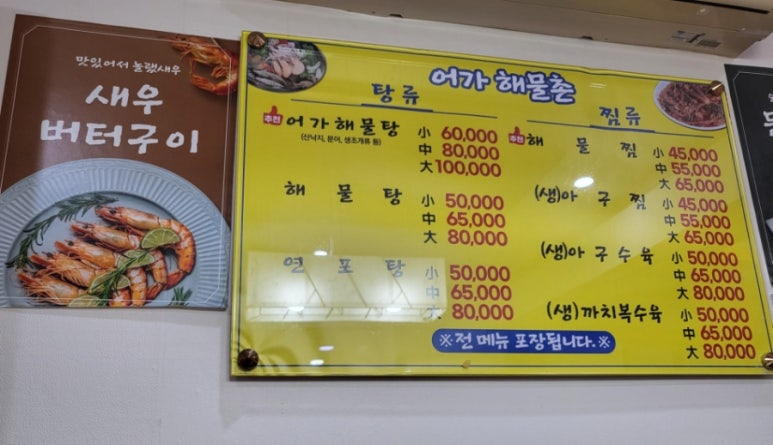 맛있어서 놀랬새우
새우
버터구이
어가 해물촌
탕류
추천 어가해물탕 小 60,000
(산낙지, 문어, 생조개류 등) 中 80,000
大 100,000
해물탕 小 50,000
中 65,000
大 80,000
연포탕 小 50,000
中 65,000
大 80,000
찜류
추천 해물찜 小 45,000
中 55,000
大 65,000
(생)아구찜 小 45,000
中 55,000
大 65,000
(생)아구수육 小 50,000
中 65,000
大 80,000
(생)까치복수육 小 50,000
中 65,000
大 80,000
※전 메뉴 포장됩니다.※